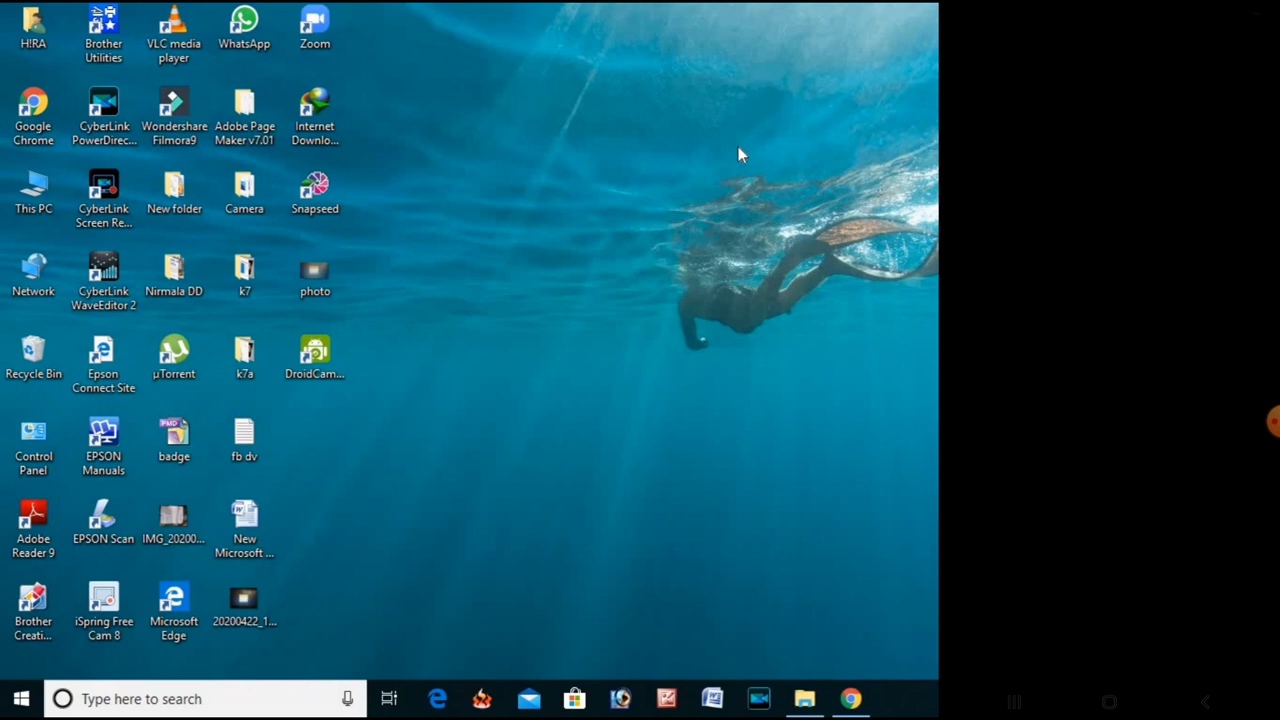 H!RA
Brother
Utilities
VLC media
player
WhatsApp
Zoom
Google
Chrome
CyberLink
PowerDirec...
Wondershare
Filmora9
Adobe Page
Maker v7.01
Internet
Downlo...
This PC
CyberLink
Screen Re...
New folder
Camera
Snapseed
Network
CyberLink
WaveEditor 2
Nirmala DD
k7
photo
Recycle Bin
Epson
Connect Site
µTorrent
k7a
DroidCam...
Control
Panel
EPSON
Manuals
PMD
badge
fb dv
Adobe
Reader 9
EPSON Scan
IMG_20200...
New
Microsoft ...
Brother
Creati...
iSpring Free
Cam 8
Microsoft
Edge
20200422_1...
Type here to search